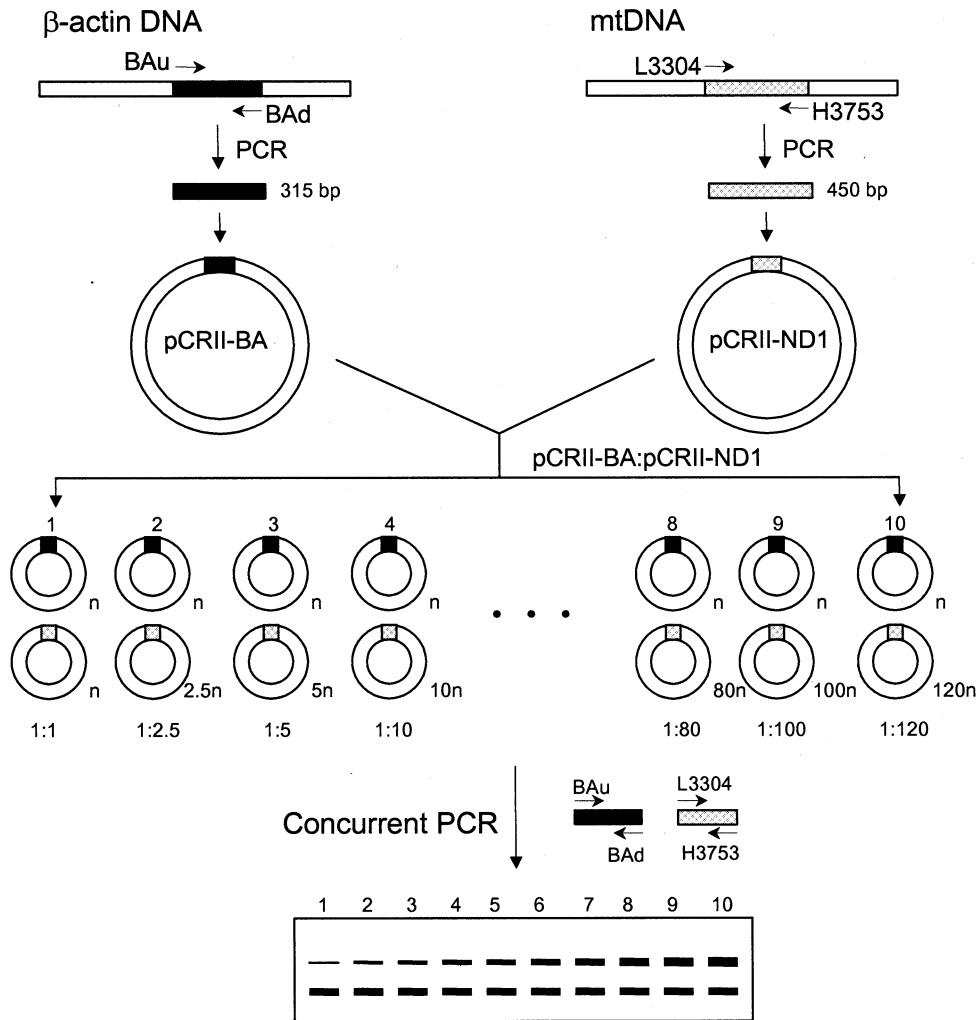 β-actin DNA
mtDNA
BAu
L3304
BAd
H3753
PCR
PCR
315 bp
450 bp
pCRII-BA
pCRII-ND1
pCRII-BA:pCRII-ND1
1 2 3 4 8 9 10
n n n n n n n
. . .
n 2.5n 5n 10n 80n 100n 120n
1:1 1:2.5 1:5 1:10 1:80 1:100 1:120
BAu L3304
Concurrent PCR
BAd H3753
1 2 3 4 5 6 7 8 9 10